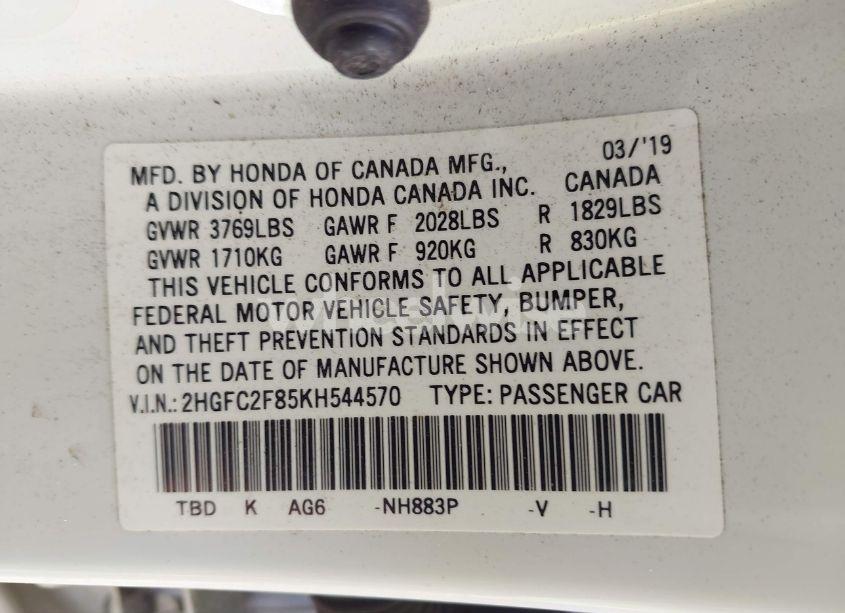 MFD. BY HONDA OF CANADA MFG., 03/'19
A DIVISION OF HONDA CANADA INC. CANADA
GVWR 3769LBS GAWR F 2028LBS R 1829LBS
GVWR 1710KG GAWR F 920KG R 830KG
THIS VEHICLE CONFORMS TO ALL APPLICABLE
FEDERAL MOTOR VEHICLE SAFETY, BUMPER,
AND THEFT PREVENTION STANDARDS IN EFFECT
ON THE DATE OF MANUFACTURE SHOWN ABOVE.
V.I.N.: 2HGFC2F85KH544570 TYPE: PASSENGER CAR
TBD K AG6 -NH883P -V -H